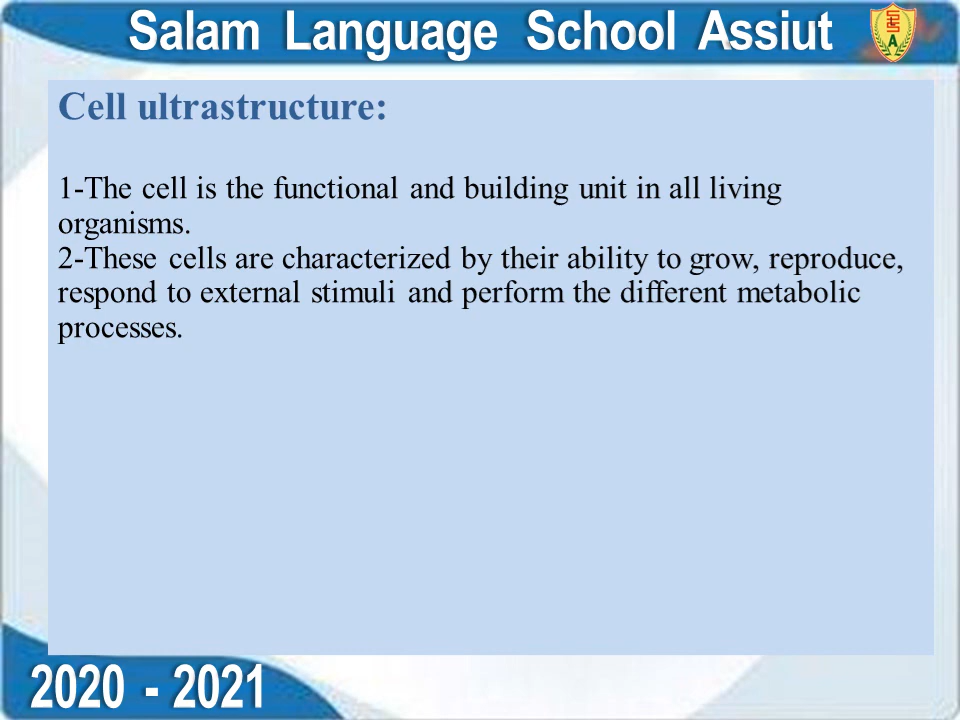 Salam Language School Assiut
Cell ultrastructure:
1-The cell is the functional and building unit in all living
organisms.
2-These cells are characterized by their ability to grow, reproduce,
respond to external stimuli and perform the different metabolic
processes.
2020 - 2021